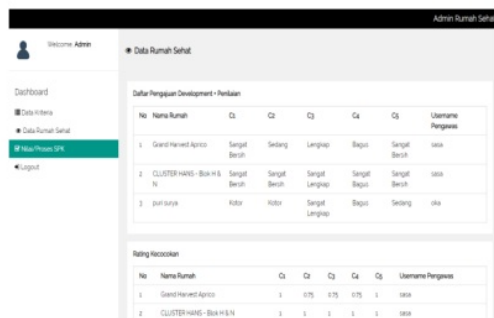 Admin Rumah Sehat
Welcome, Admin
Data Rumah Sehat
Dashboard
Data Kriteria
Data Rumah Sehat
Nilai/Proses SPK
Logout
Daftar Pengajuan Development • Penilaian
No Nama Rumah C1 C2 C3 C4 C5 Username
Pengawas
1 Grand Harvest Aprico Sangat Sedang Lengkap Bagus Sangat sasa
Bersih Bersih
2 CLUSTER HANS - Blok H & Sangat Sangat Sangat Sangat Sangat sasa
N Bersih Bersih Lengkap Bagus Bersih
3 puri surya Kotor Kotor Sangat Bagus Sedang oka
Lengkap
Rating Kecocokan
No Nama Rumah C1 C2 C3 C4 C5 Username Pengawas
1 Grand Harvest Aprico 1 0.75 0.75 0.75 1 sasa
2 CLUSTER HANS - Blok H & N 1 1 1 1 1 sasa